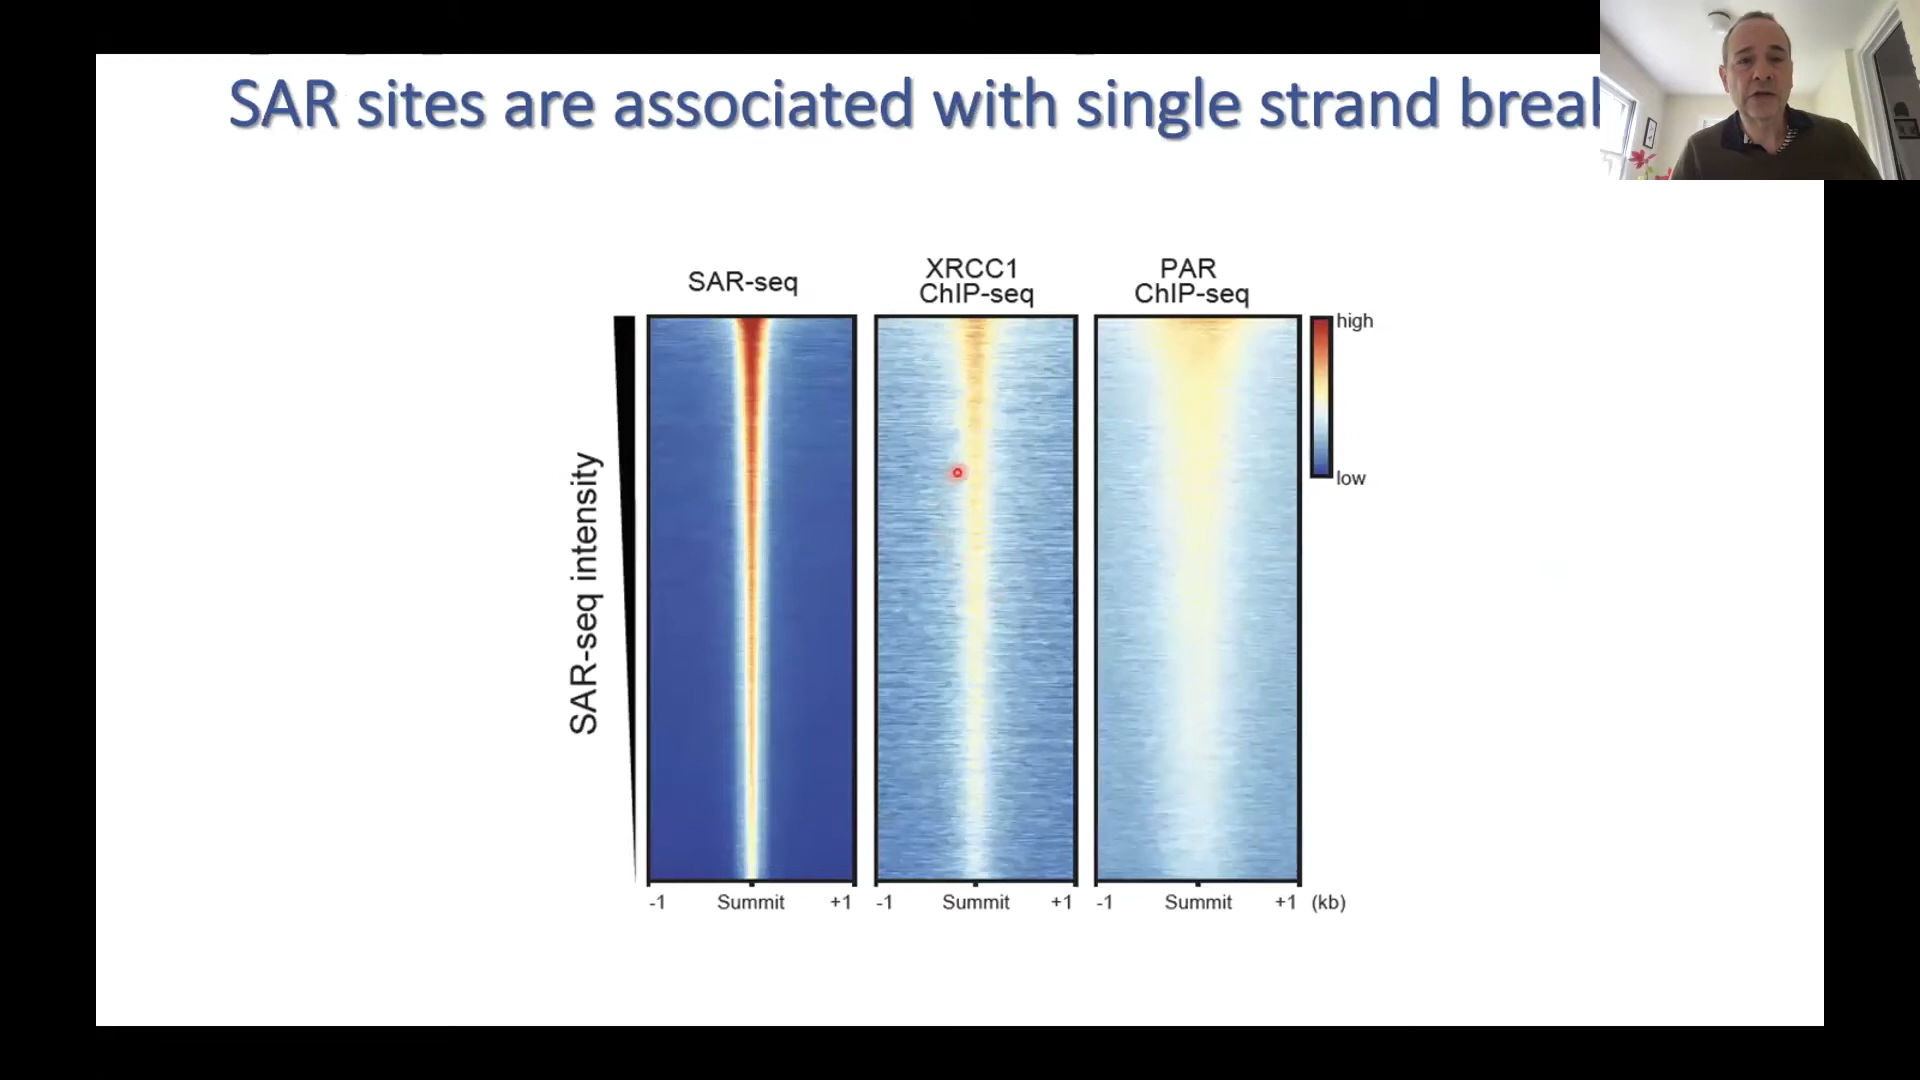 SAR sites are associated with single strand
SAR-seq
XRCC1
ChIP-seq
PAR
ChIP-seq
high
low
SAR-seq intensity
-1 Summit +1 -1 Summit +1 -1 Summit +1 (kb)